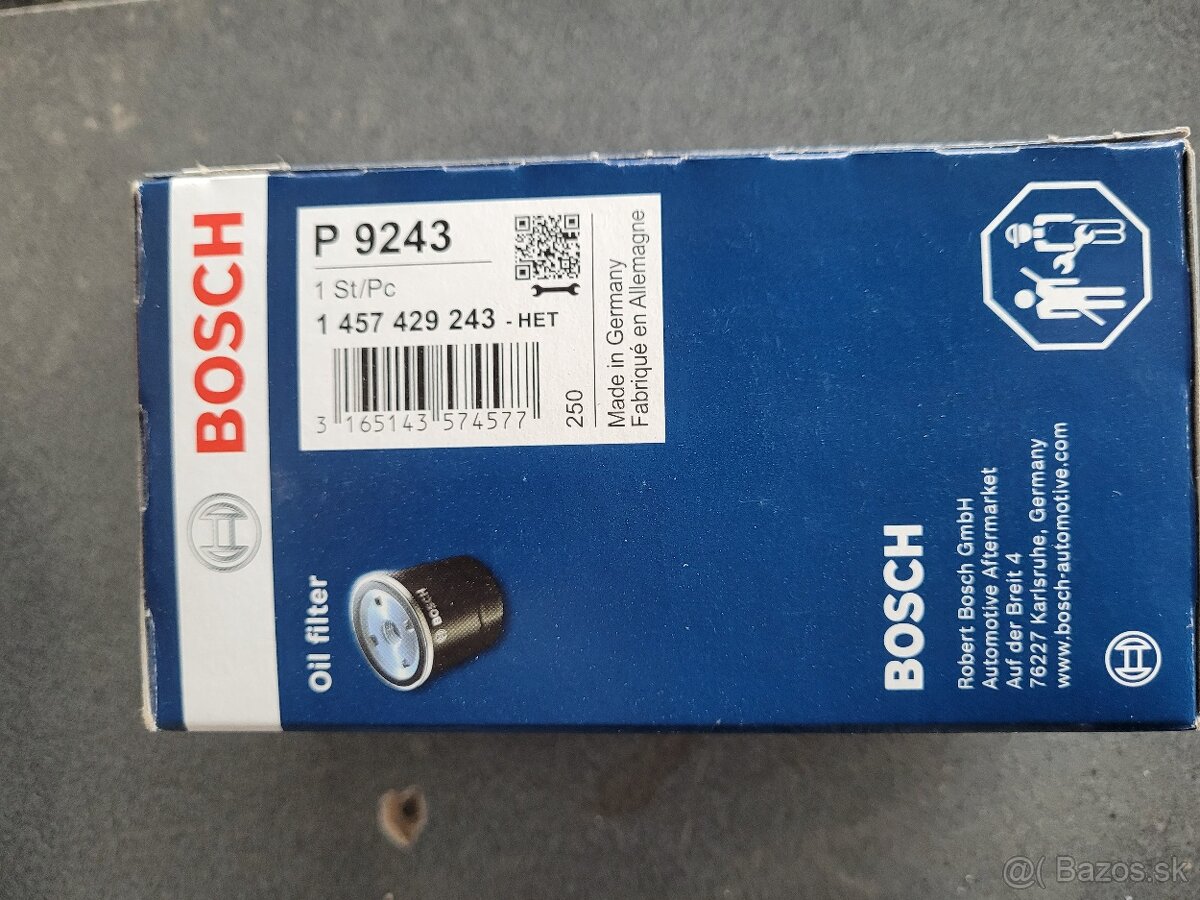 BOSCH
P 9243
1 St/Pc
1 457 429 243 - HET
3 165143 574577
250
Made in Germany
Fabriqué en Allemagne
Oil filter
BOSCH
BOSCH
Robert Bosch GmbH
Automotive Aftermarket
Auf der Breit 4
76227 Karlsruhe, Germany
www.bosch-automotive.com
@( Bazos.sk